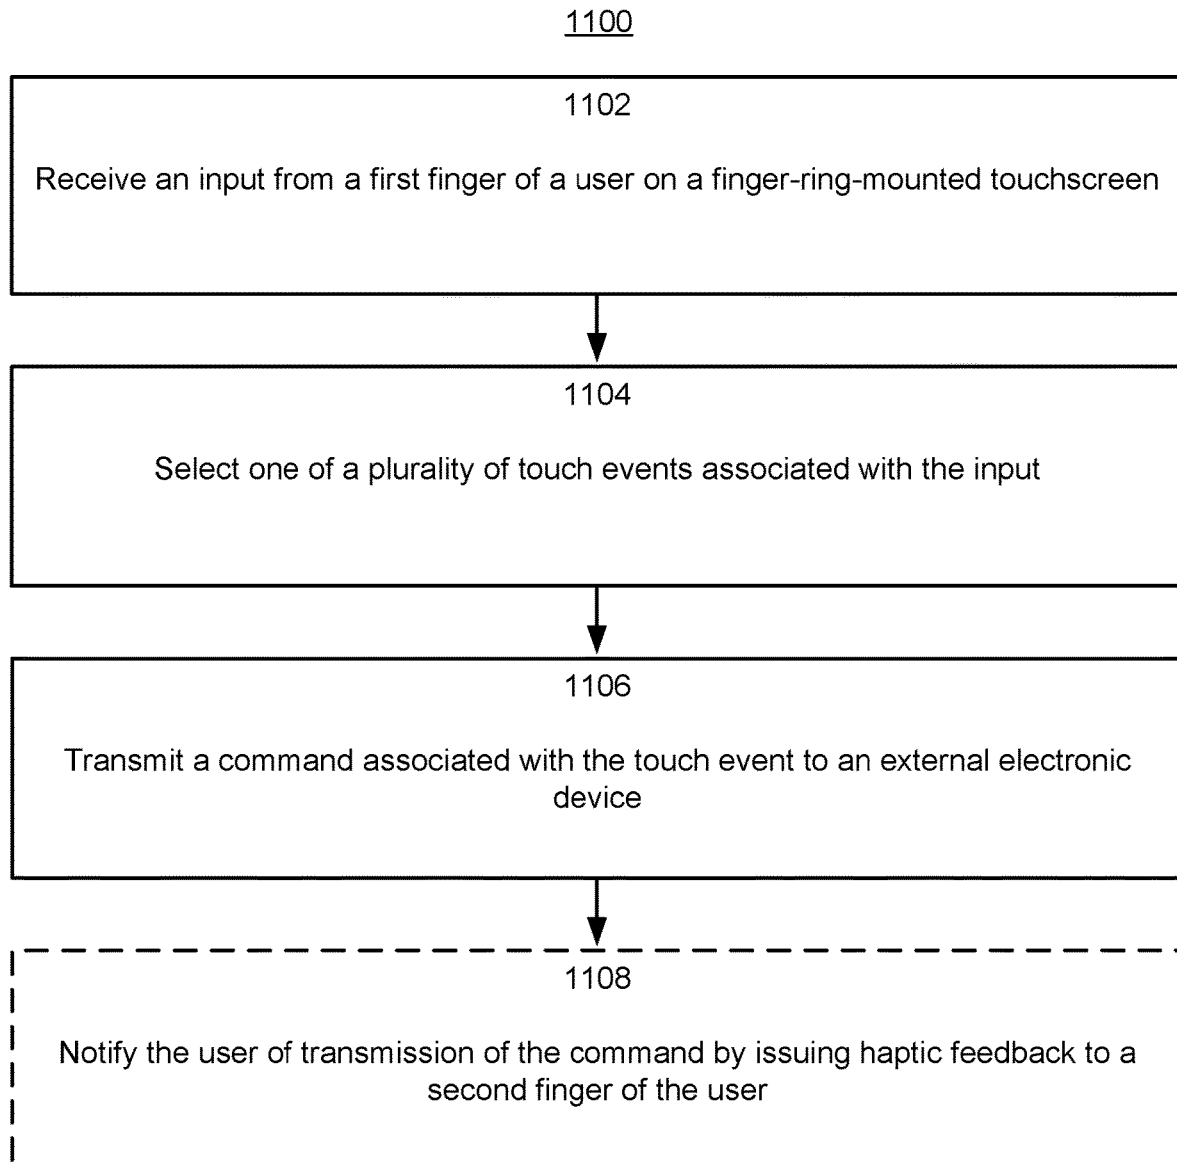 1100
1102
Receive an input from a first finger of a user on a finger-ring-mounted touchscreen
1104
Select one of a plurality of touch events associated with the input
1106
Transmit a command associated with the touch event to an external electronic
device
1108
Notify the user of transmission of the command by issuing haptic feedback to a
second finger of the user